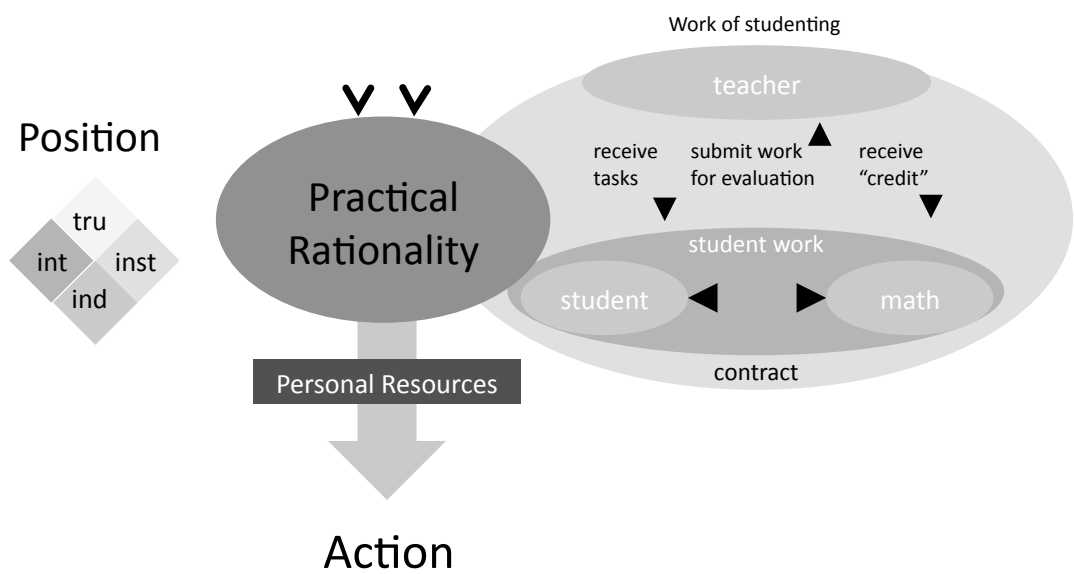 Work of studenting
teacher
Position
receive
tasks
submit work
for evaluation
receive
“credit”
Practical
Rationality
tru
int
inst
ind
student work
student
math
contract
Personal Resources
Action